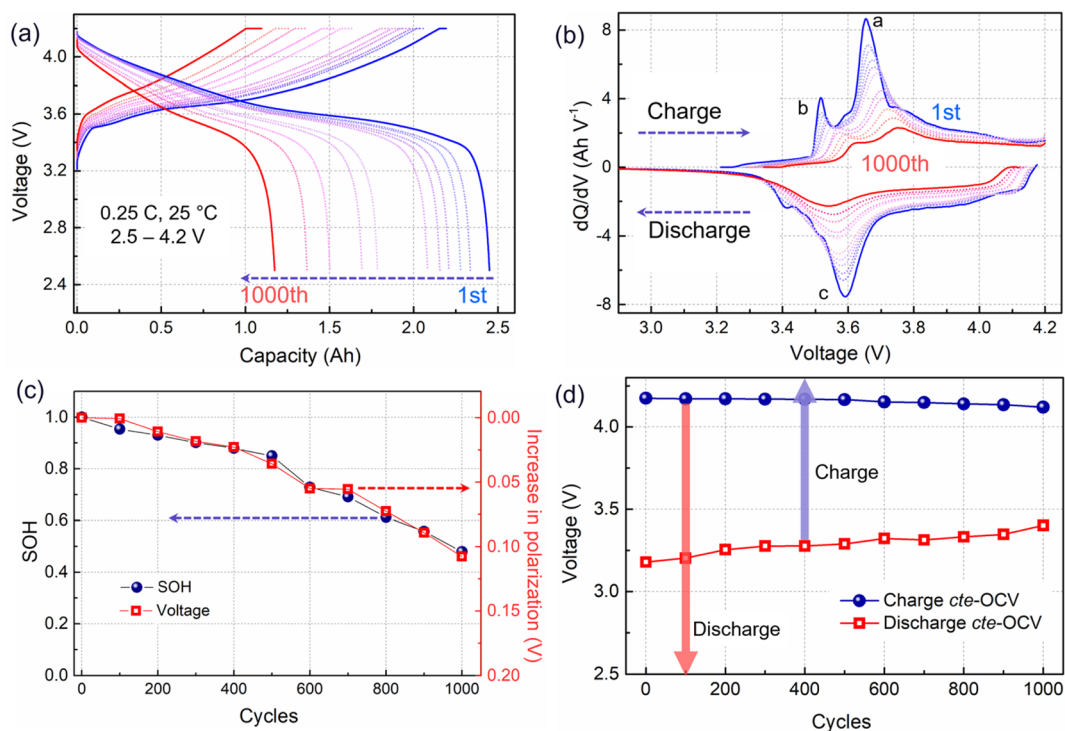 (a)
Voltage (V)
4.0
3.6
3.2
2.8
2.4
0.25 C, 25 °C
2.5 – 4.2 V
1000th
1st
0.0
0.5
1.0
1.5
2.0
2.5
Capacity (Ah)
(b)
dQ/dV (Ah V⁻¹)
8
4
0
-4
-8
a
b
c
Charge
1st
1000th
Discharge
3.0
3.2
3.4
3.6
3.8
4.0
4.2
Voltage (V)
(c)
SOH
1.0
0.8
0.6
0.4
0.2
0.0
SOH
Voltage
0.00
0.05
0.10
0.15
0.20
Increase in
polarization (V)
0
200
400
600
800
1000
Cycles
(d)
Voltage (V)
4.0
3.5
3.0
2.5
Charge
Charge cte-OCV
Discharge cte-OCV
Discharge
0
200
400
600
800
1000
Cycles